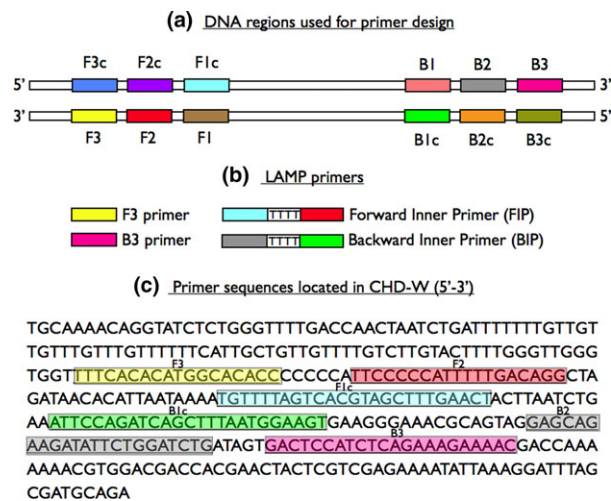 (a) DNA regions used for primer design
F3c F2c F1c B1 B2 B3
5' 3'
3' 5'
F3 F2 F1 B1c B2c B3c
(b) LAMP primers
F3 primer TTTT Forward Inner Primer (FIP)
B3 primer TTTT Backward Inner Primer (BIP)
(c) Primer sequences located in CHD-W (5'-3')
TGCAAAACAGGTATCTCTGGGTTTTGACCAACTAATCTGATTTTTTTGTTGT
TGTTTGTTTGTTTTTTCATTGCTGTTGTTTTGTCTTGTACTTTTGGGTTGGG
F3 F2
TGGTTTTCACACATGGCACACCCCCCCCATTCCCCCATTTTTGACAGGCTA
F1c
GATAACACATTAATAAAATGTTTTAGTCACGTAGCTTTGAACTACTTAATCTG
B1c B2
AAATTCCAGATCAGCTTTAATGGAAGTGAAGGGAAACGCAGTAGGAGCAG
B3
AAGATATTCTGGATCTGATAGTGACTCCATCTCAGAAAGAAAACGACCAAA
AAAACGTGGACGACCACGAACTACTCGTCGAGAAAATATTAAAGGATTTAG
CGATGCAGA